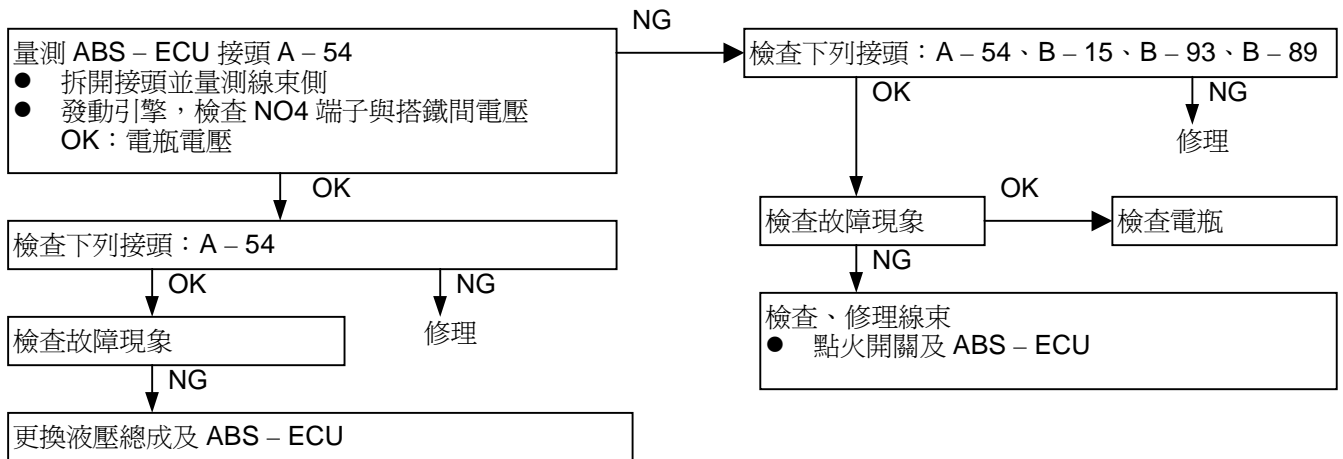 NG
量測 ABS – ECU 接頭 A – 54
● 拆開接頭並量測線束側
● 發動引擎，檢查 NO4 端子與搭鐵間電壓
OK：電瓶電壓
檢查下列接頭：A – 54、B – 15、B – 93、B – 89
OK
NG
修理
OK
檢查下列接頭：A – 54
OK
NG
修理
檢查故障現象
NG
更換液壓總成及 ABS – ECU
檢查故障現象
OK
檢查電瓶
NG
檢查、修理線束
● 點火開關及 ABS – ECU